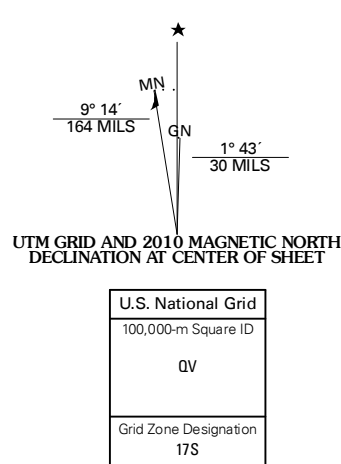 MN
9° 14´
164 MILS
GN
1° 43´
30 MILS
UTM GRID AND 2010 MAGNETIC NORTH
DECLINATION AT CENTER OF SHEET
U.S. National Grid
100,000-m Square ID
QV
Grid Zone Designation
17S